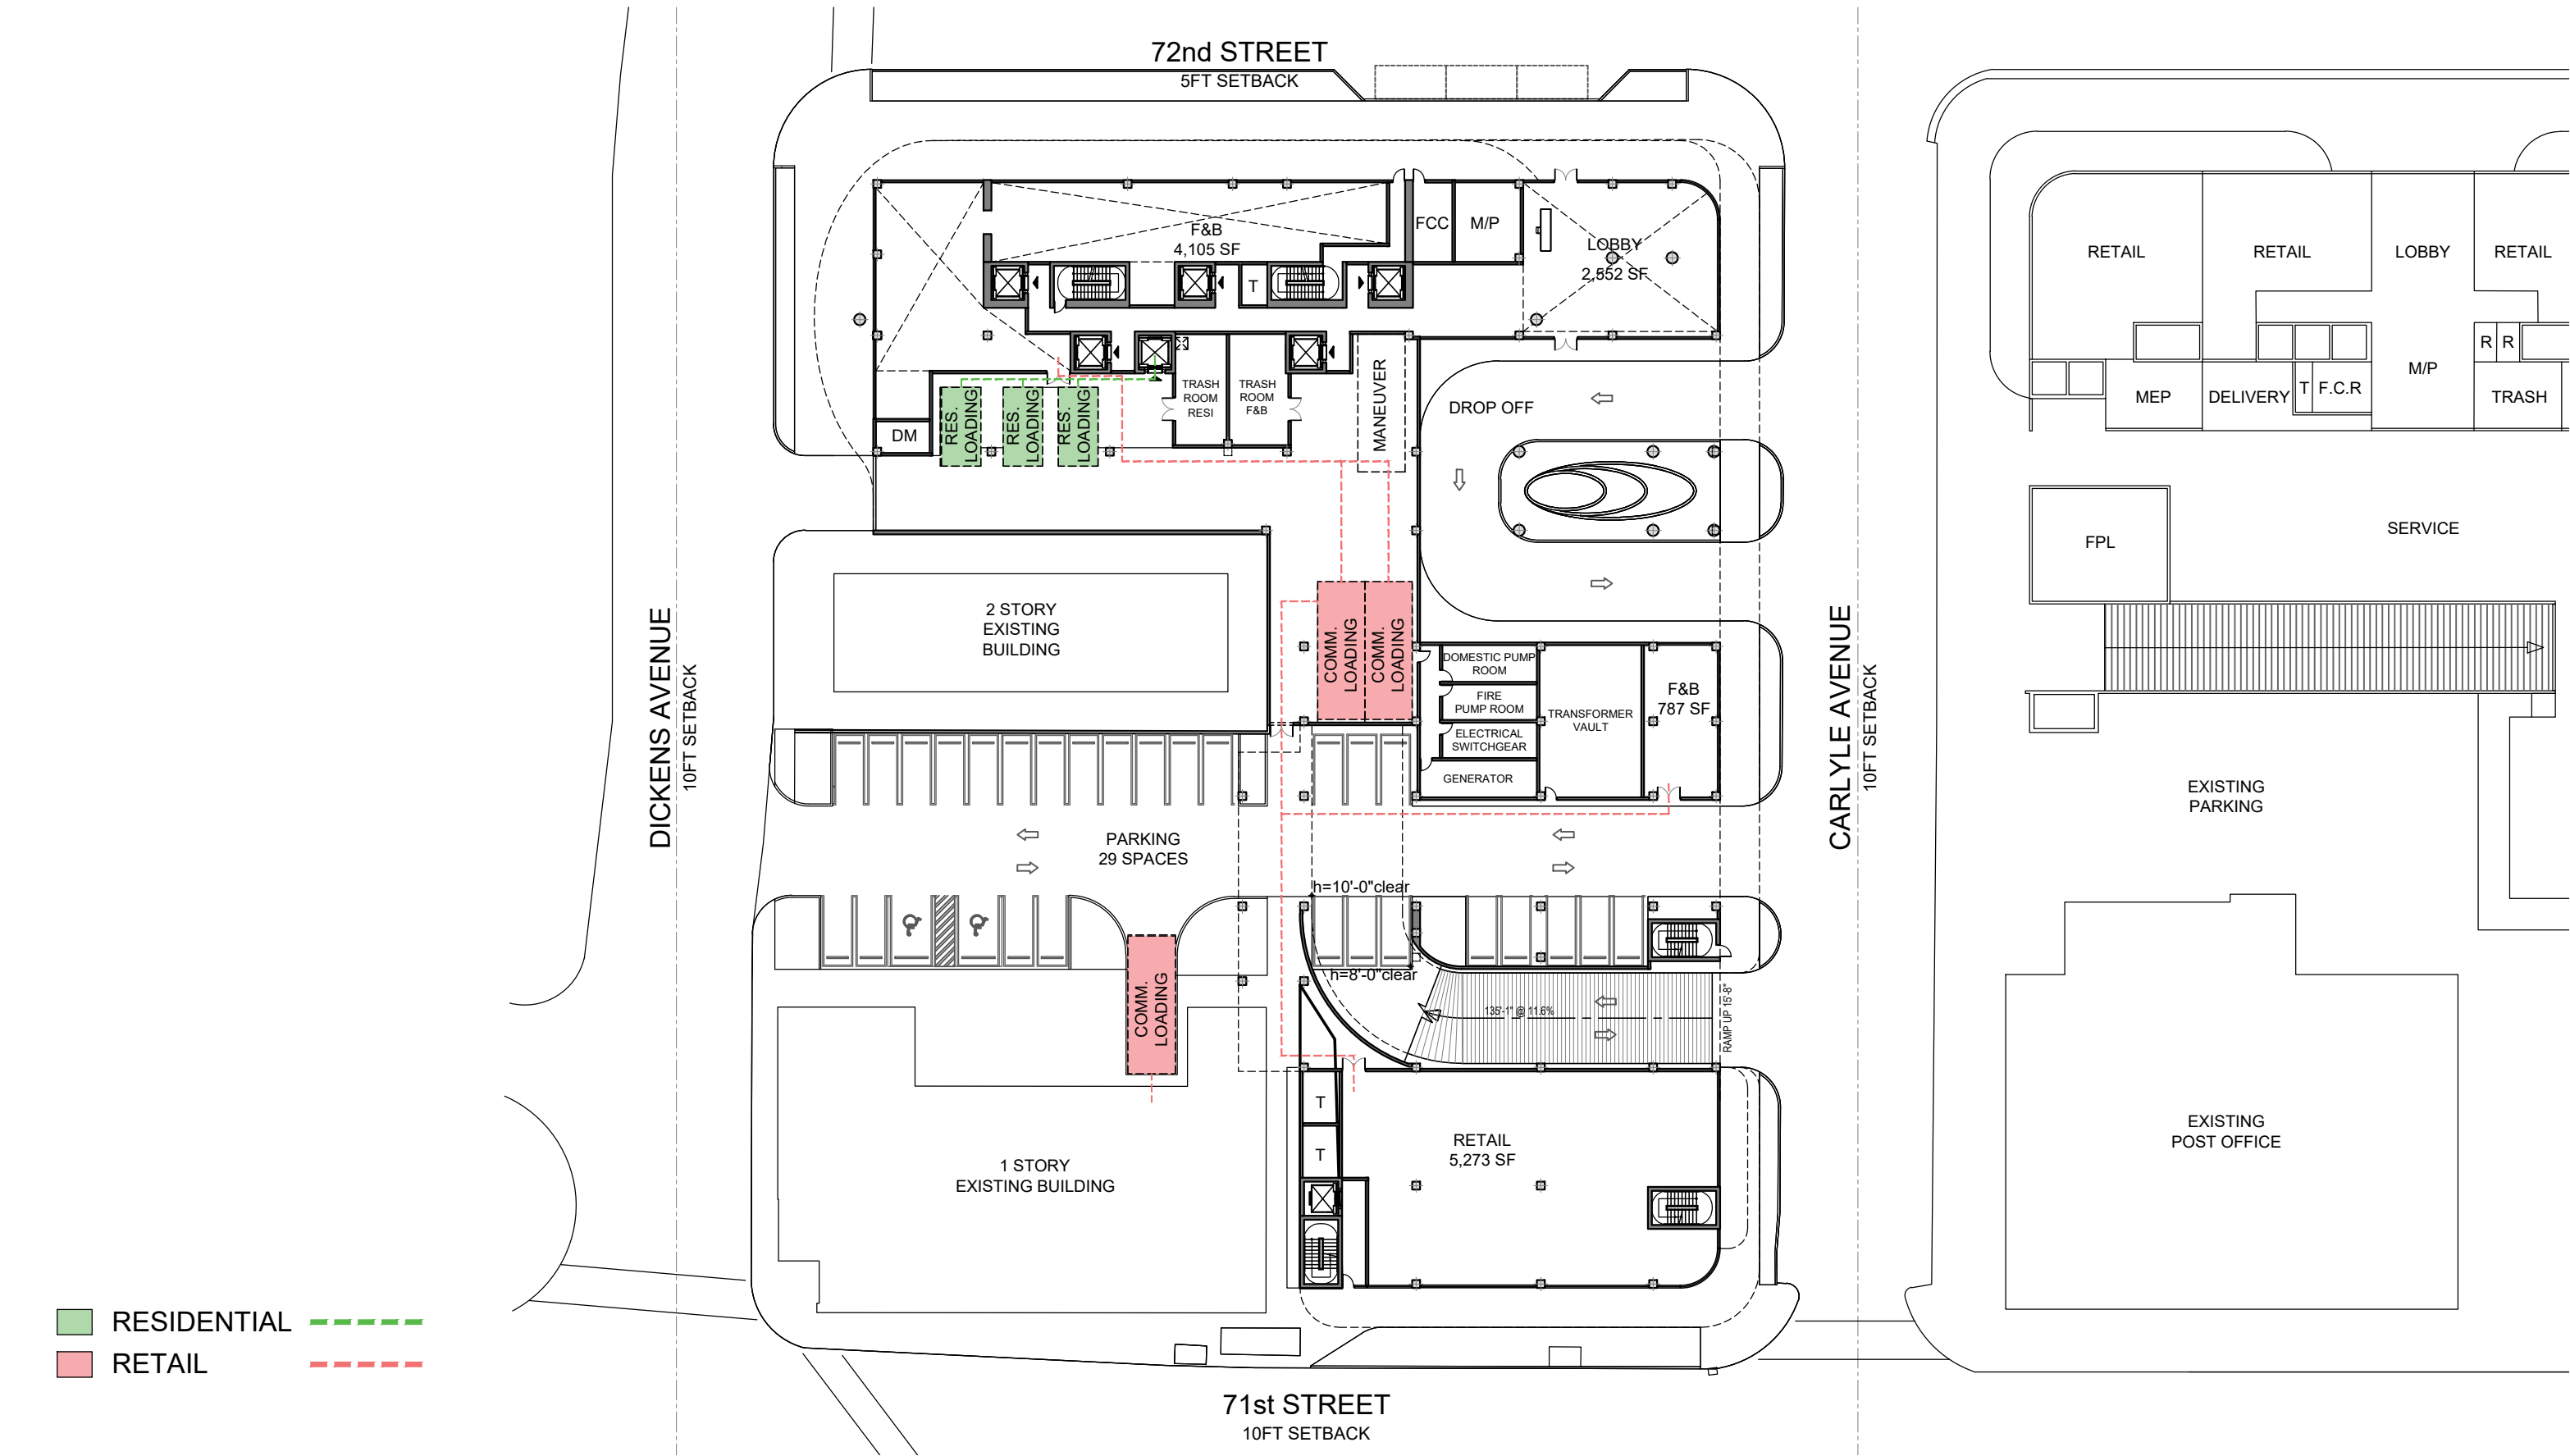 72nd STREET
5FT SETBACK
F&B
4,105 SF
FCC
M/P
LOBBY
2,552 SF
T
TRASH
ROOM
RESI
TRASH
ROOM
F&B
MANEUVER
DROP OFF
DM
RES.
LOADING
RES.
LOADING
RES.
LOADING
RETAIL
RETAIL
LOBBY
RETAIL
R
R
M/P
MEP
DELIVERY
T
F.C.R
TRASH
FPL
SERVICE
2 STORY
EXISTING
BUILDING
COMM.
LOADING
COMM.
LOADING
DOMESTIC PUMP
ROOM
FIRE
PUMP ROOM
ELECTRICAL
SWITCHGEAR
GENERATOR
TRANSFORMER
VAULT
F&B
787 SF
DICKENS AVENUE
10FT SETBACK
CARLYLE AVENUE
10FT SETBACK
EXISTING
PARKING
PARKING
29 SPACES
h=10'-0"clear
h=8'-0"clear
COMM.
LOADING
135'-1" @ 11.6%
RAMP UP 15'-8"
T
T
RETAIL
5,273 SF
1 STORY
EXISTING BUILDING
EXISTING
POST OFFICE
RESIDENTIAL
RETAIL
71st STREET
10FT SETBACK